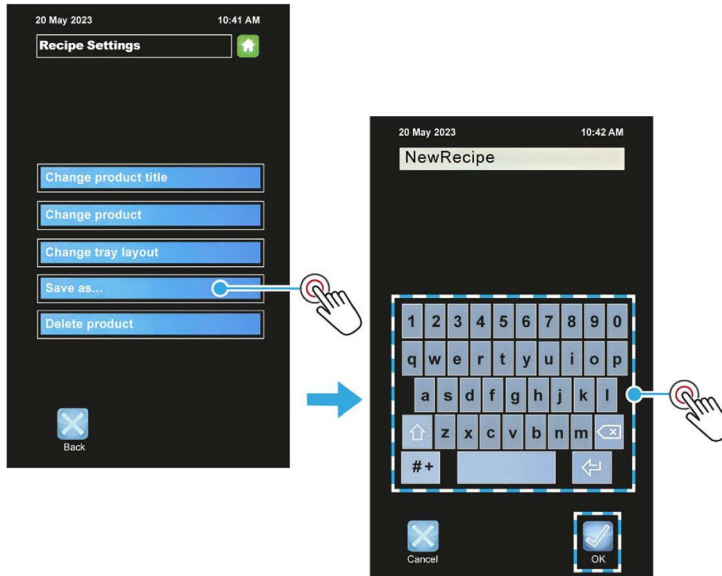 20 May 2023 10:41 AM
Recipe Settings
Change product title
Change product
Change tray layout
Save as...
Delete product
Back
20 May 2023 10:42 AM
NewRecipe
1 2 3 4 5 6 7 8 9 0
q w e r t y u i o p
a s d f g h j k l
z x c v b n m
#+
Cancel
OK